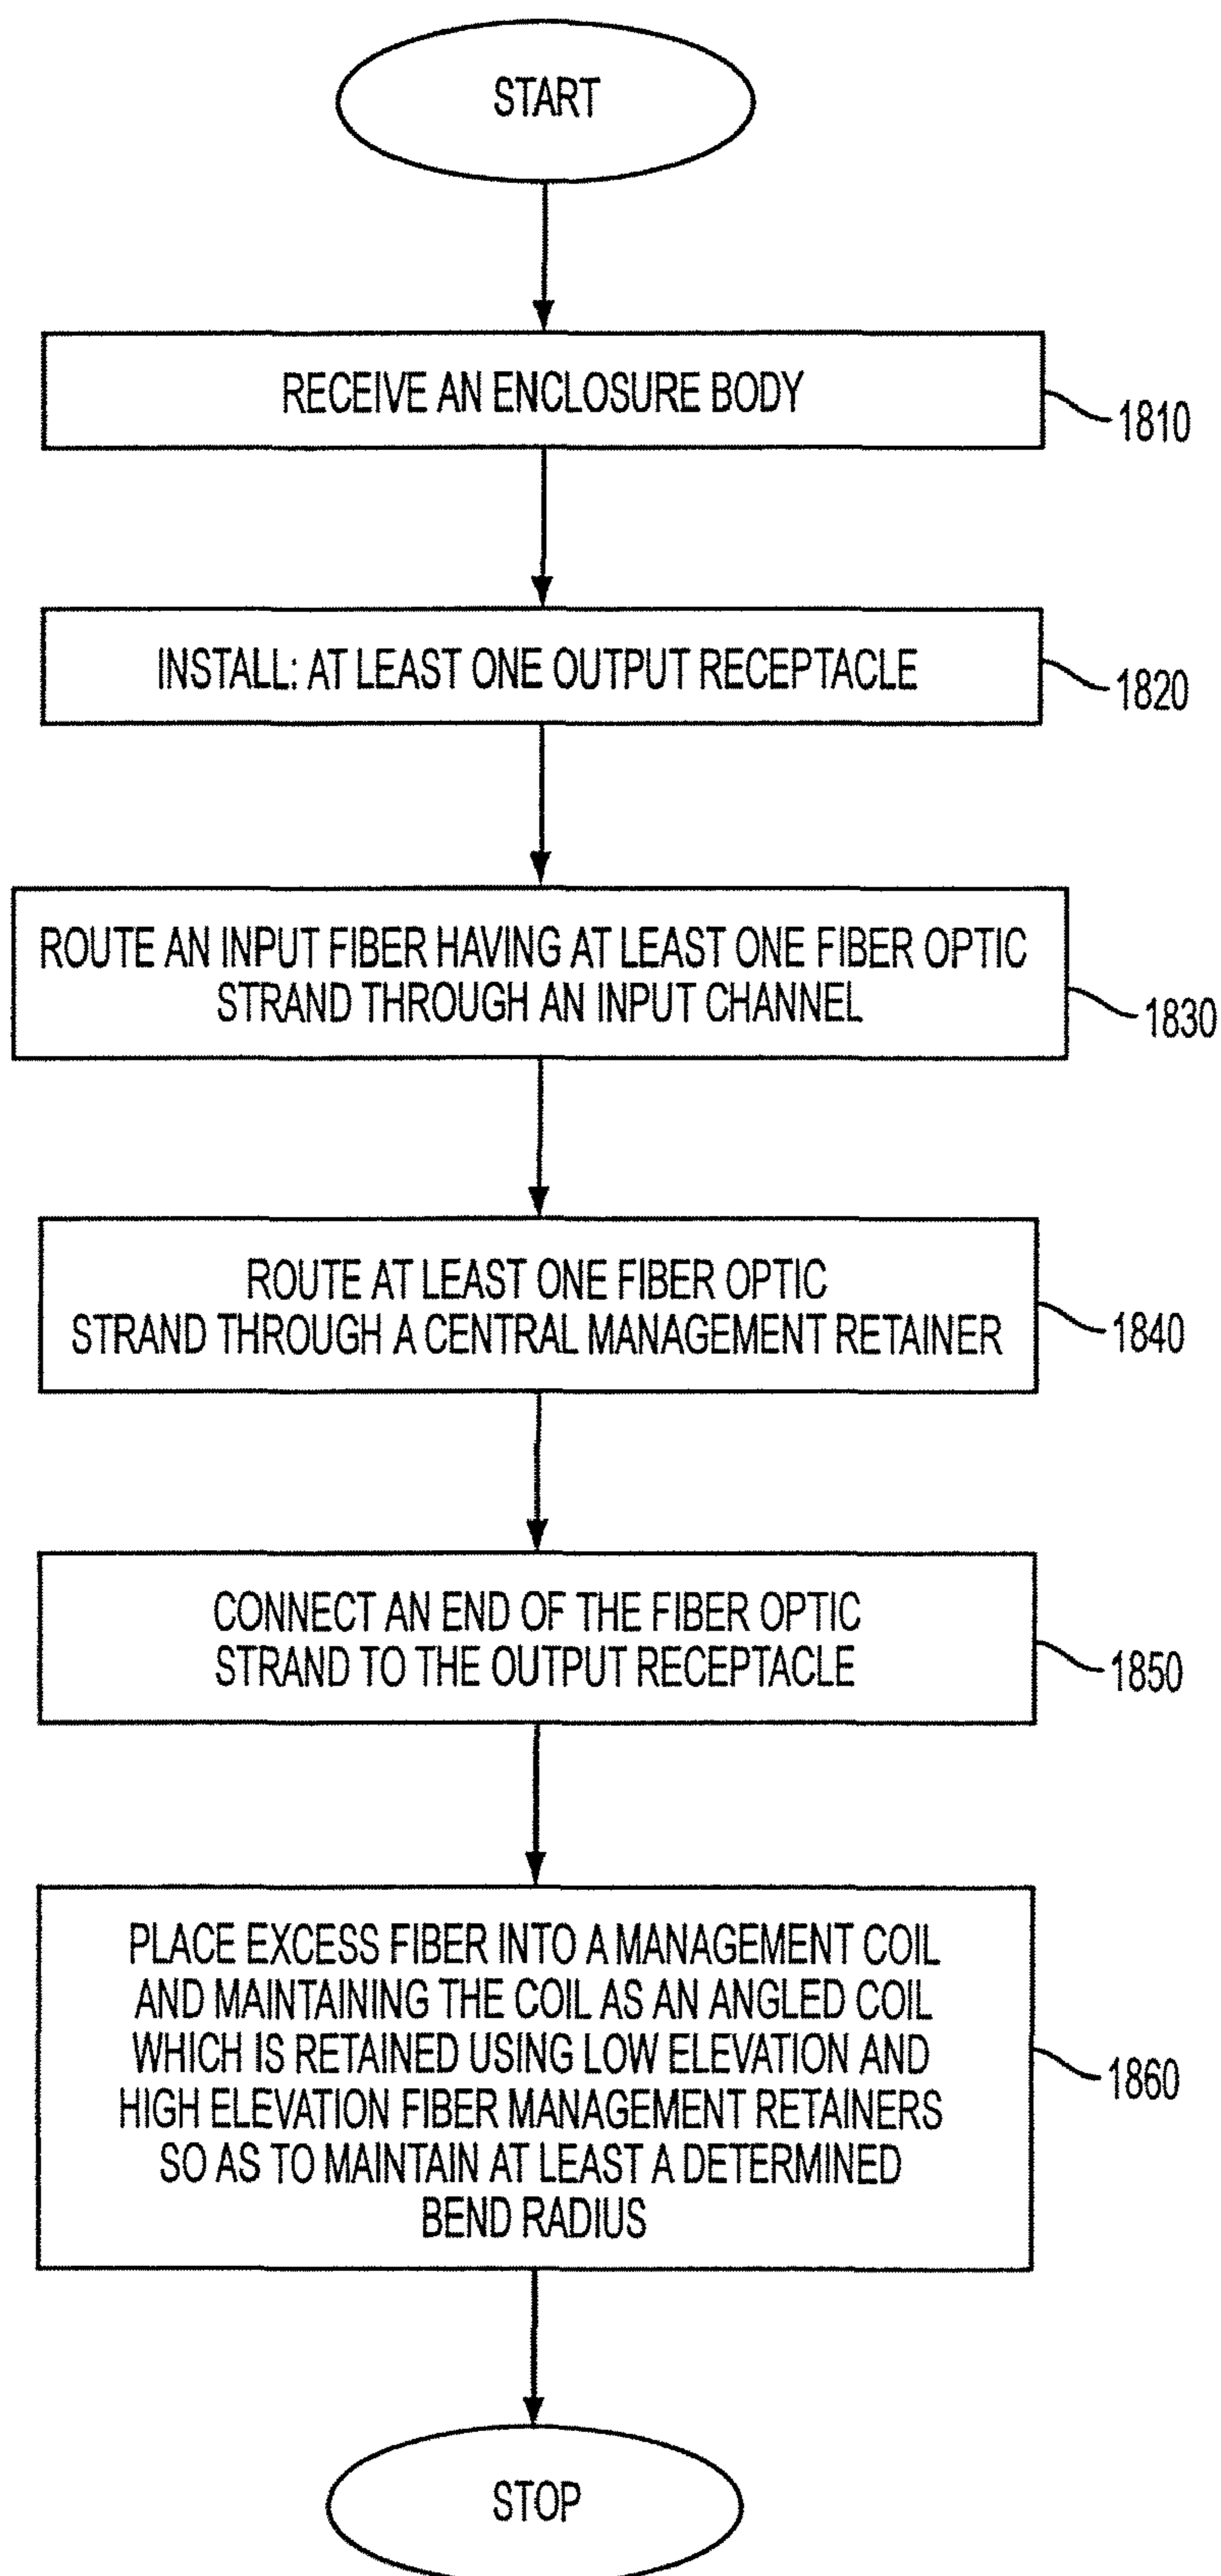 START
RECEIVE AN ENCLOSURE BODY
1810
INSTALL: AT LEAST ONE OUTPUT RECEPTACLE
1820
ROUTE AN INPUT FIBER HAVING AT LEAST ONE FIBER OPTIC
STRAND THROUGH AN INPUT CHANNEL
1830
ROUTE AT LEAST ONE FIBER OPTIC
STRAND THROUGH A CENTRAL MANAGEMENT RETAINER
1840
CONNECT AN END OF THE FIBER OPTIC
STRAND TO THE OUTPUT RECEPTACLE
1850
PLACE EXCESS FIBER INTO A MANAGEMENT COIL
AND MAINTAINING THE COIL AS AN ANGLED COIL
WHICH IS RETAINED USING LOW ELEVATION AND
HIGH ELEVATION FIBER MANAGEMENT RETAINERS
SO AS TO MAINTAIN AT LEAST A DETERMINED
BEND RADIUS
1860
STOP